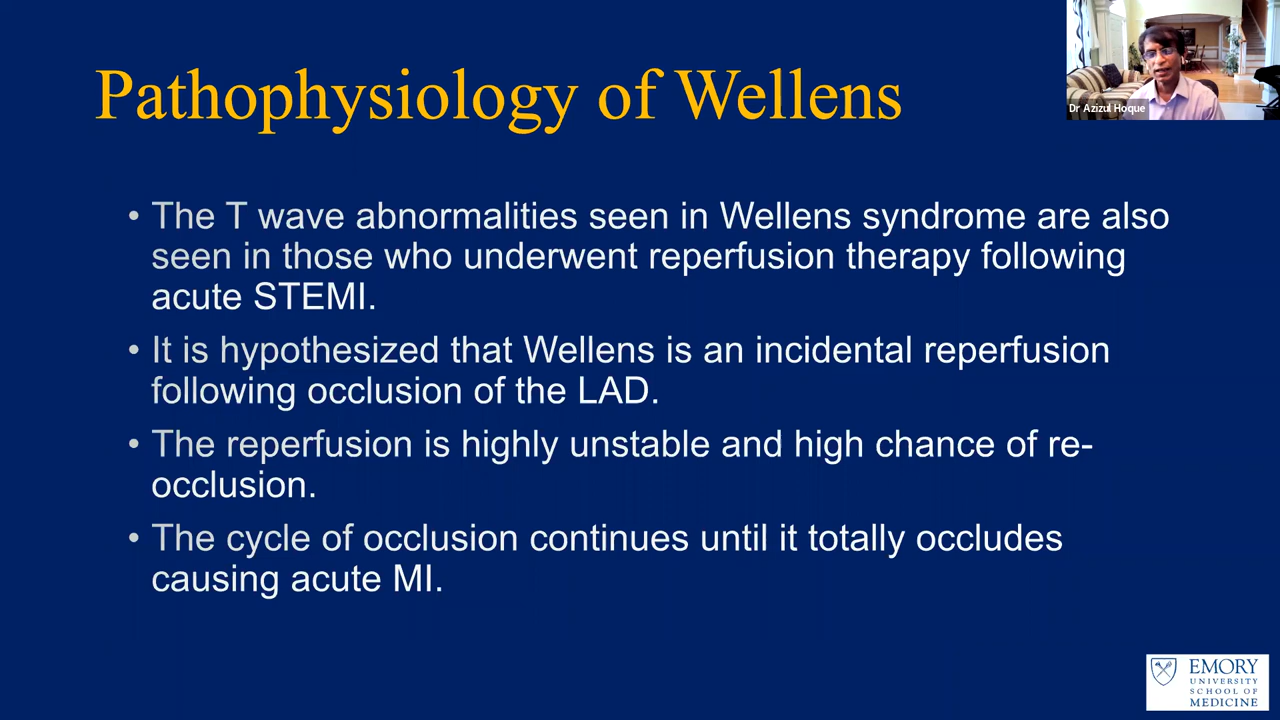 Pathophysiology of Wellens
Dr Azizul Hoque
• The T wave abnormalities seen in Wellens syndrome are also
seen in those who underwent reperfusion therapy following
acute STEMI.
• It is hypothesized that Wellens is an incidental reperfusion
following occlusion of the LAD.
• The reperfusion is highly unstable and high chance of re-
occlusion.
• The cycle of occlusion continues until it totally occludes
causing acute MI.
EMORY
UNIVERSITY
SCHOOL OF
MEDICINE